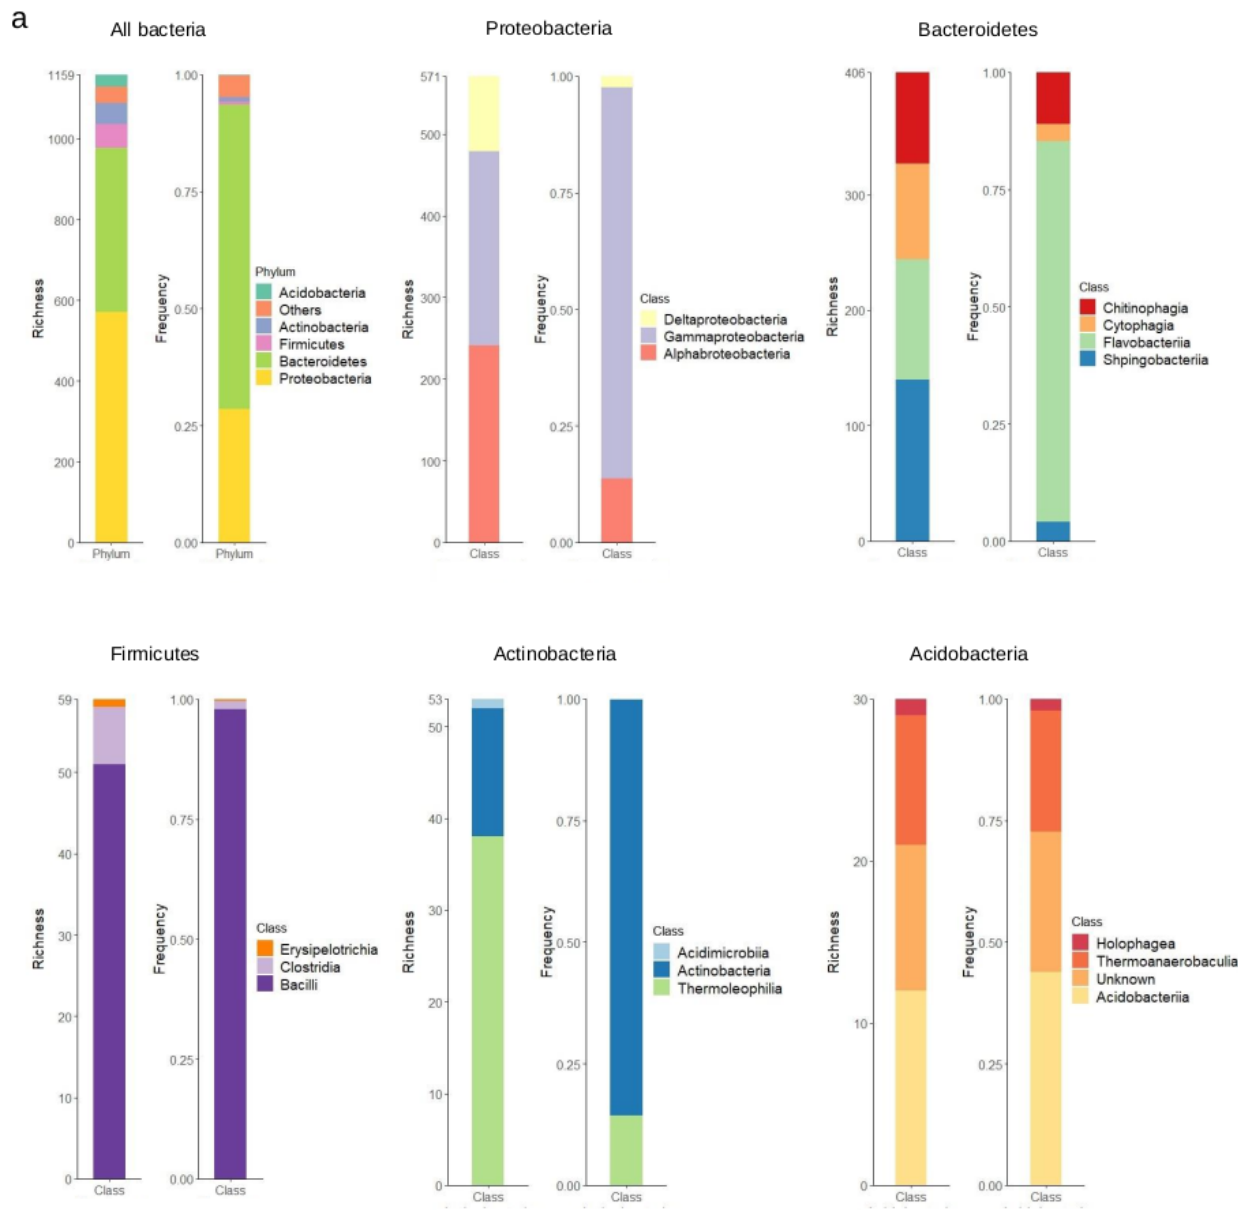 a
All bacteria
Proteobacteria
Bacteroidetes
1159
1000
800
600
400
200
0
Richness
Phylum
1.00
0.75
0.50
0.25
0.00
Frequency
Phylum
Phylum
Acidobacteria
Others
Actinobacteria
Firmicutes
Bacteroidetes
Proteobacteria
571
500
400
300
200
100
0
Richness
Class
1.00
0.75
0.50
0.25
0.00
Frequency
Class
Class
Deltaproteobacteria
Gammaproteobacteria
Alphabroteobacteria
406
300
200
100
0
Richness
Class
1.00
0.75
0.50
0.25
0.00
Frequency
Class
Class
Chitinophagia
Cytophagia
Flavobacteriia
Shpingobacteriia
Firmicutes
Actinobacteria
Acidobacteria
59
50
40
30
20
10
0
Richness
Class
1.00
0.75
0.50
0.25
0.00
Frequency
Class
Class
Erysipelotrichia
Clostridia
Bacilli
53
50
40
30
20
10
0
Richness
Class
1.00
0.75
0.50
0.25
0.00
Frequency
Class
Class
Acidimicrobiia
Actinobacteria
Thermoleophilia
30
20
10
0
Richness
Class
1.00
0.75
0.50
0.25
0.00
Frequency
Class
Class
Holophagea
Thermoanaerobaculia
Unknown
Acidobacteriia